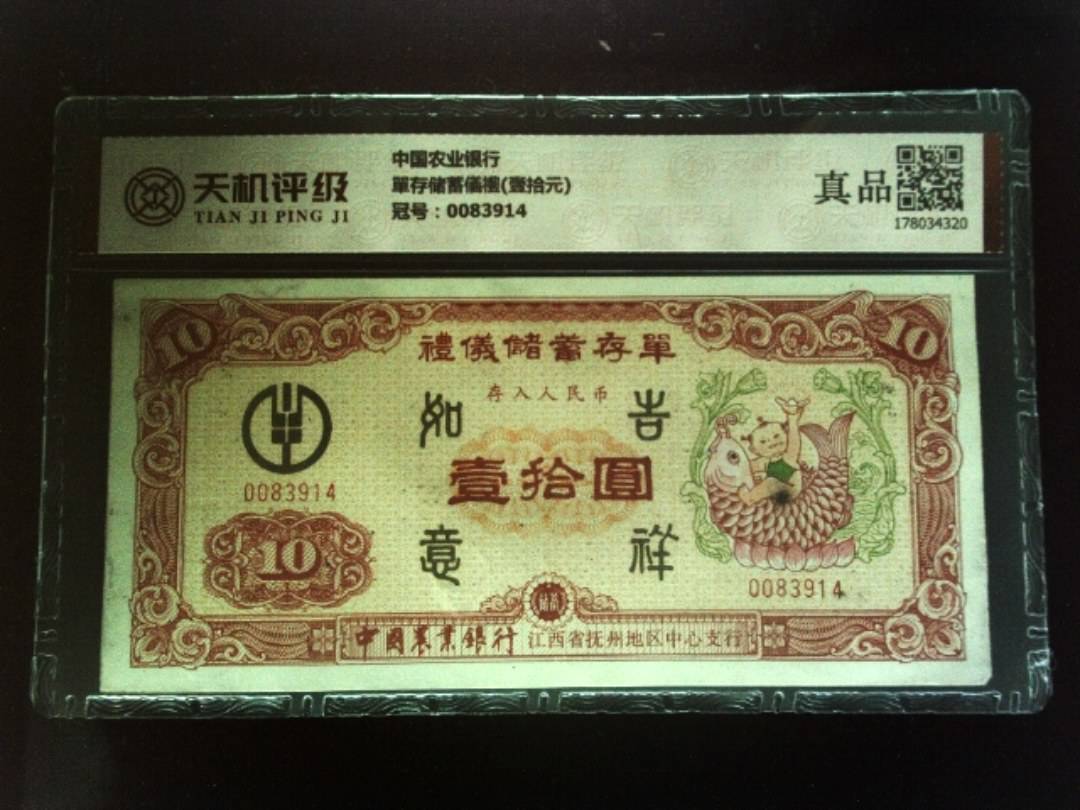 天机评级
TIAN JI PING JI
中国农业银行
單存储蓄儀禮(壹拾元)
冠号：0083914
真品
178034320
10
10
單存蓄儲儀禮
存入人民币
吉祥
如意
壹拾圓
0083914
10
0083914
中國農業銀行 江西省抚州地区中心支行